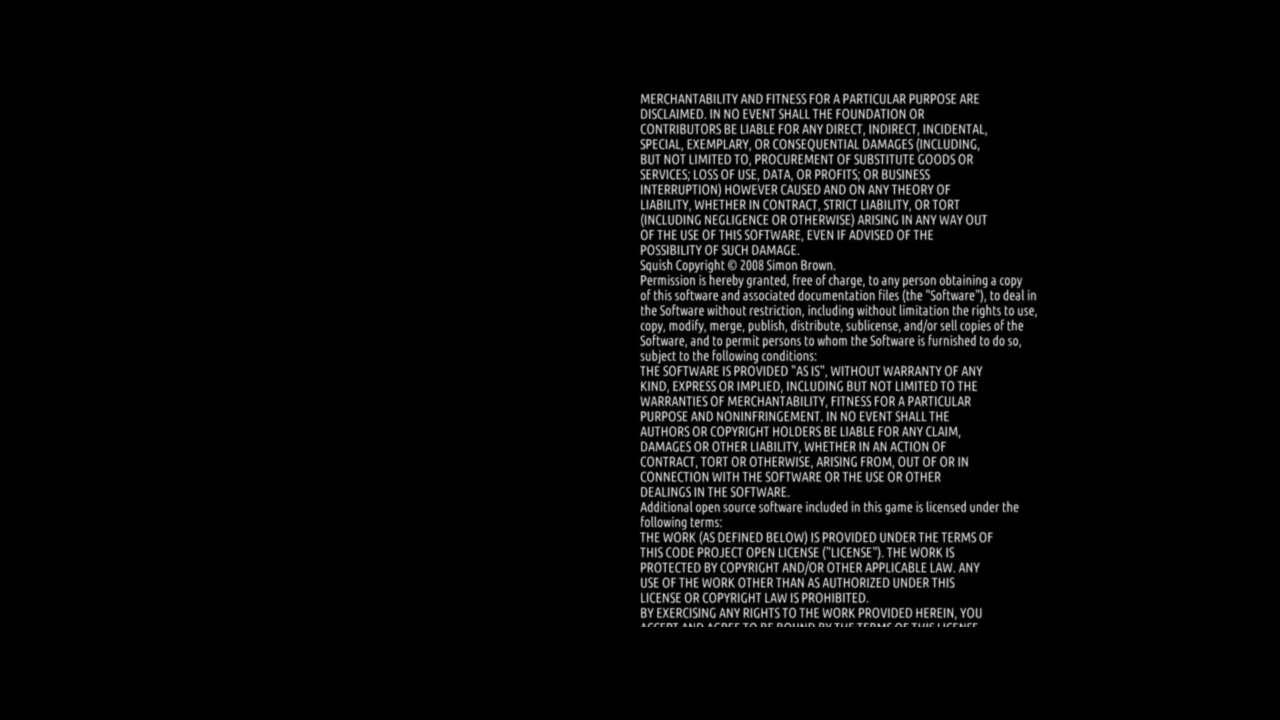 MERCHANTABILITY AND FITNESS FOR A PARTICULAR PURPOSE ARE
DISCLAIMED. IN NO EVENT SHALL THE FOUNDATION OR
CONTRIBUTORS BE LIABLE FOR ANY DIRECT, INDIRECT, INCIDENTAL,
SPECIAL, EXEMPLARY, OR CONSEQUENTIAL DAMAGES (INCLUDING,
BUT NOT LIMITED TO, PROCUREMENT OF SUBSTITUTE GOODS OR
SERVICES; LOSS OF USE, DATA, OR PROFITS; OR BUSINESS
INTERRUPTION) HOWEVER CAUSED AND ON ANY THEORY OF
LIABILITY, WHETHER IN CONTRACT, STRICT LIABILITY, OR TORT
(INCLUDING NEGLIGENCE OR OTHERWISE) ARISING IN ANY WAY OUT
OF THE USE OF THIS SOFTWARE, EVEN IF ADVISED OF THE
POSSIBILITY OF SUCH DAMAGE.
Squish Copyright © 2008 Simon Brown.
Permission is hereby granted, free of charge, to any person obtaining a copy
of this software and associated documentation files (the "Software"), to deal in
the Software without restriction, including without limitation the rights to use,
copy, modify, merge, publish, distribute, sublicense, and/or sell copies of the
Software, and to permit persons to whom the Software is furnished to do so,
subject to the following conditions:
THE SOFTWARE IS PROVIDED "AS IS", WITHOUT WARRANTY OF ANY
KIND, EXPRESS OR IMPLIED, INCLUDING BUT NOT LIMITED TO THE
WARRANTIES OF MERCHANTABILITY, FITNESS FOR A PARTICULAR
PURPOSE AND NONINFRINGEMENT. IN NO EVENT SHALL THE
AUTHORS OR COPYRIGHT HOLDERS BE LIABLE FOR ANY CLAIM,
DAMAGES OR OTHER LIABILITY, WHETHER IN AN ACTION OF
CONTRACT, TORT OR OTHERWISE, ARISING FROM, OUT OF OR IN
CONNECTION WITH THE SOFTWARE OR THE USE OR OTHER
DEALINGS IN THE SOFTWARE.
Additional open source software included in this game is licensed under the
following terms:
THE WORK (AS DEFINED BELOW) IS PROVIDED UNDER THE TERMS OF
THIS CODE PROJECT OPEN LICENSE ("LICENSE"). THE WORK IS
PROTECTED BY COPYRIGHT AND/OR OTHER APPLICABLE LAW. ANY
USE OF THE WORK OTHER THAN AS AUTHORIZED UNDER THIS
LICENSE OR COPYRIGHT LAW IS PROHIBITED.
BY EXERCISING ANY RIGHTS TO THE WORK PROVIDED HEREIN, YOU
ACCEPT AND AGREE TO BE BOUND BY THE TERMS OF THIS LICENSE